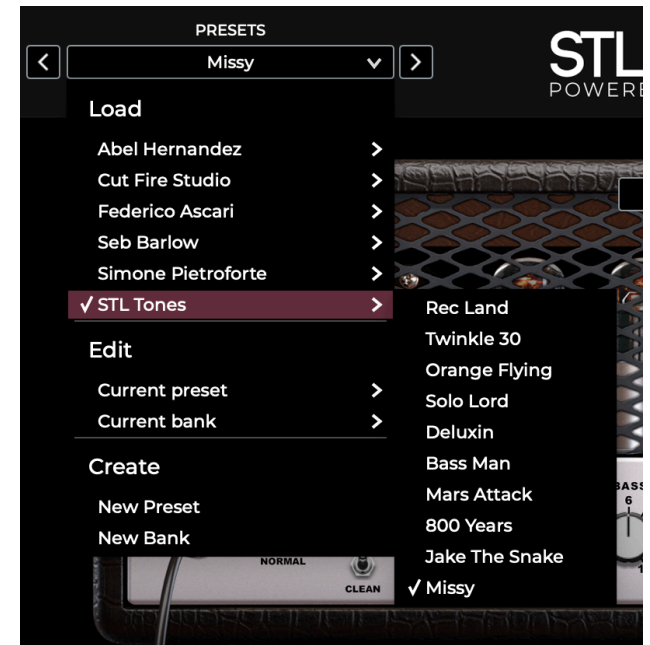 PRESETS
Missy
STL
POWERE
Load
Abel Hernandez
Cut Fire Studio
Federico Ascari
Seb Barlow
Simone Pietroforte
✓ STL Tones
Rec Land
Twinkle 30
Orange Flying
Solo Lord
Deluxin
Bass Man
Mars Attack
800 Years
Jake The Snake
✓ Missy
Edit
Current preset
Current bank
Create
New Preset
New Bank
NORMAL
CLEAN
BASS
6
1